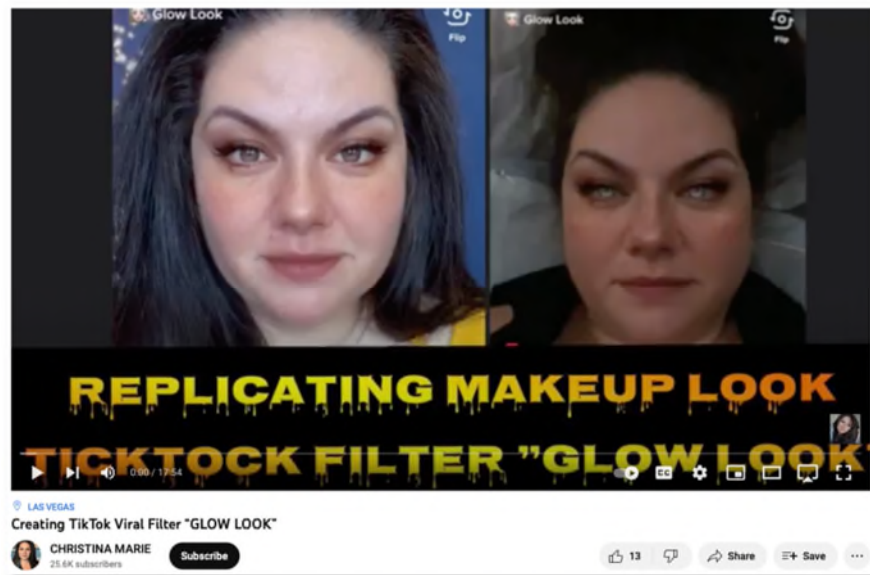 Glow Look
Flip
Glow Look
Flip
REPLICATING MAKEUP LOOK
TICKTOCK FILTER "GLOW LOOK"
0:00 / 17:54
CC
LAS VEGAS
Creating TikTok Viral Filter "GLOW LOOK"
CHRISTINA MARIE
25.6K subscribers
Subscribe
13
Share
Save